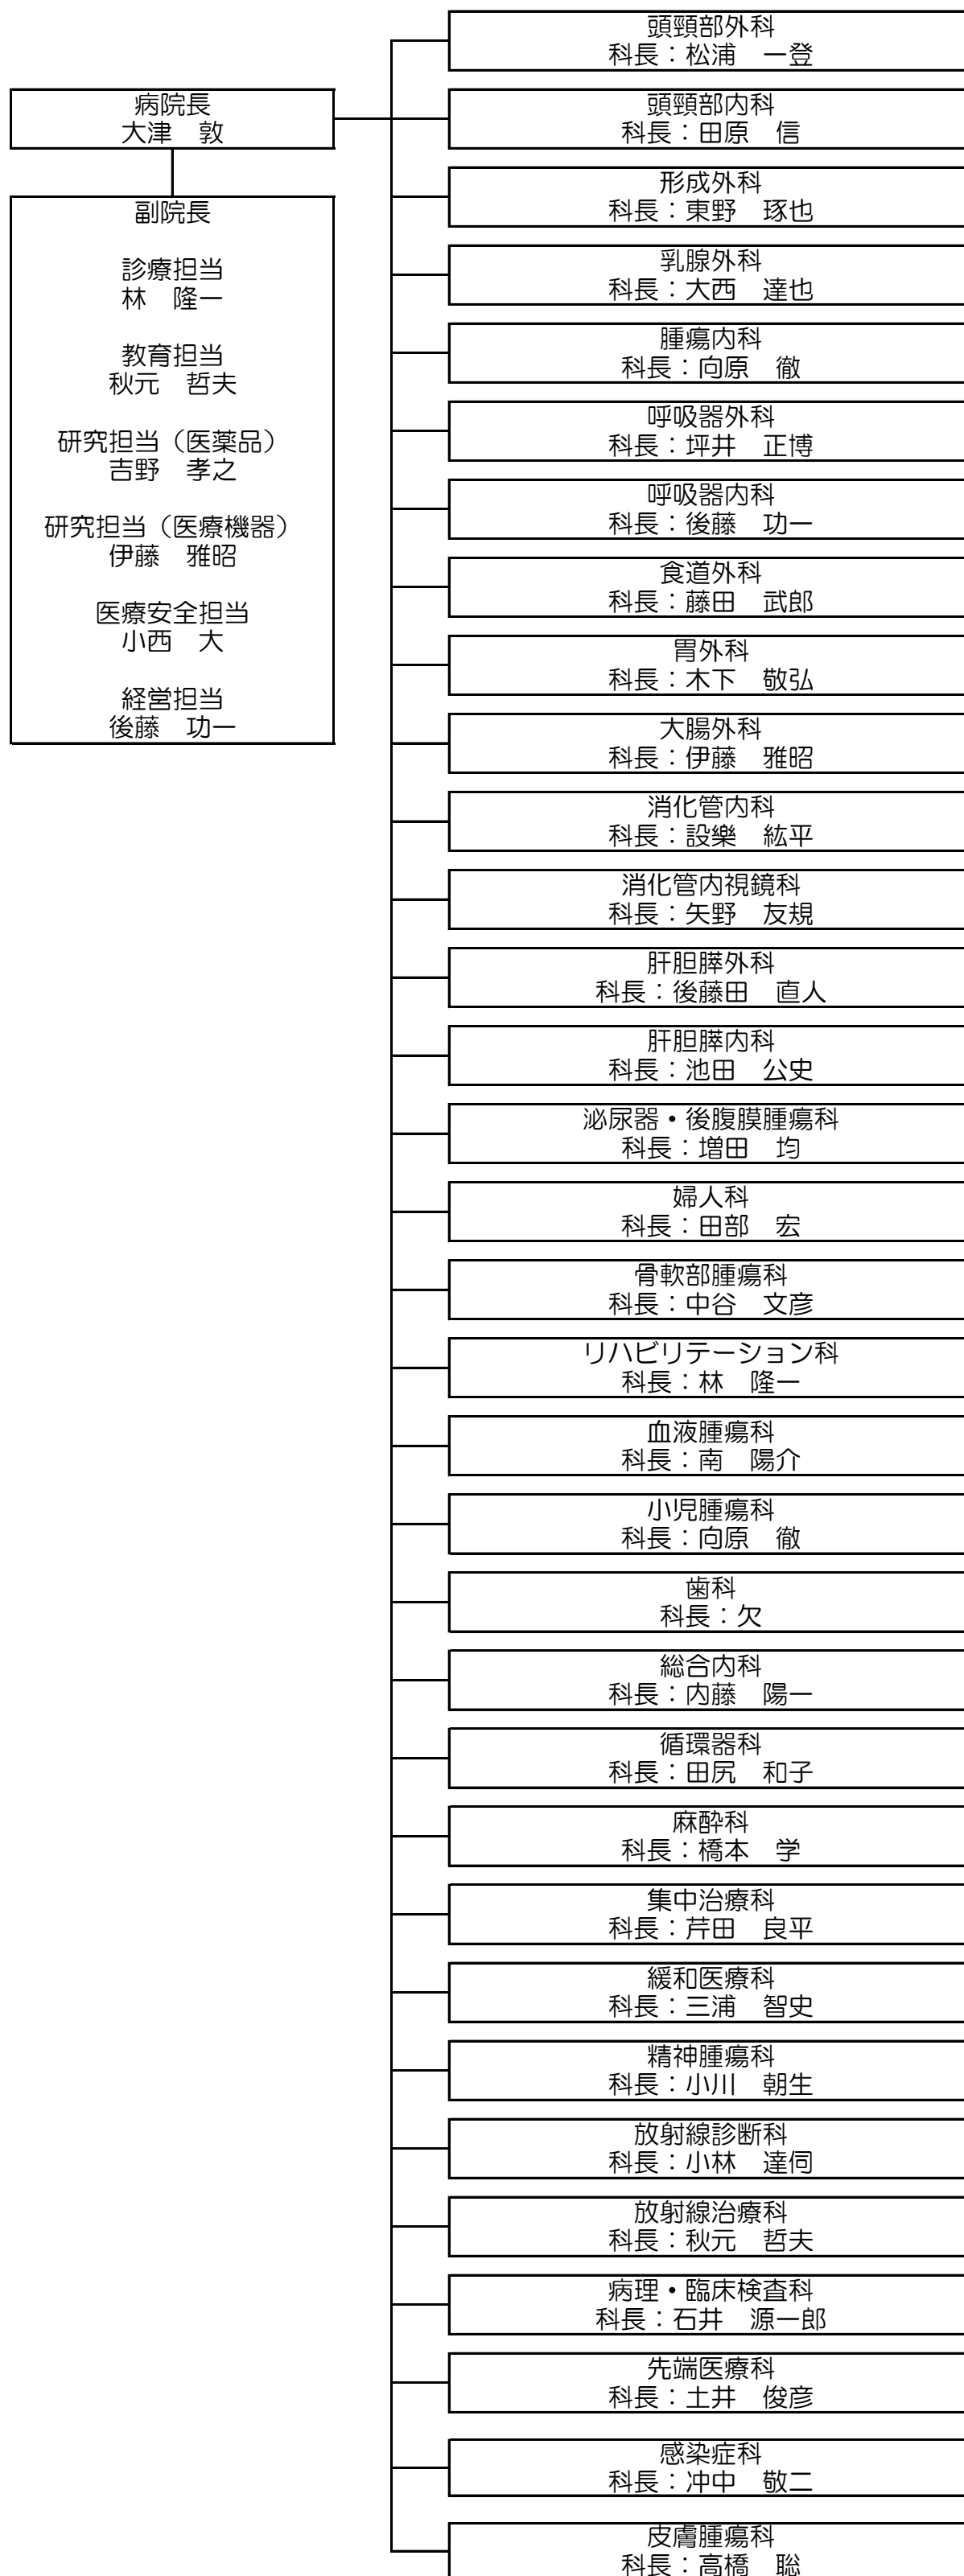 病院長
大津　敦
副院長
診療担当
林　隆一
教育担当
秋元　哲夫
研究担当（医薬品）
吉野　孝之
研究担当（医療機器）
伊藤　雅昭
医療安全担当
小西　大
経営担当
後藤　功一
頭頸部外科
科長：松浦　一登
頭頸部内科
科長：田原　信
形成外科
科長：東野　琢也
乳腺外科
科長：大西　達也
腫瘍内科
科長：向原　徹
呼吸器外科
科長：坪井　正博
呼吸器内科
科長：後藤　功一
食道外科
科長：藤田　武郎
胃外科
科長：木下　敬弘
大腸外科
科長：伊藤　雅昭
消化管内科
科長：設樂　紘平
消化管内視鏡科
科長：矢野　友規
肝胆膵外科
科長：後藤田　直人
肝胆膵内科
科長：池田　公史
泌尿器・後腹膜腫瘍科
科長：増田　均
婦人科
科長：田部　宏
骨軟部腫瘍科
科長：中谷　文彦
リハビリテーション科
科長：林　隆一
血液腫瘍科
科長：南　陽介
小児腫瘍科
科長：向原　徹
歯科
科長：欠
総合内科
科長：内藤　陽一
循環器科
科長：田尻　和子
麻酔科
科長：橋本　学
集中治療科
科長：芹田　良平
緩和医療科
科長：三浦　智史
精神腫瘍科
科長：小川　朝生
放射線診断科
科長：小林　達伺
放射線治療科
科長：秋元　哲夫
病理・臨床検査科
科長：石井　源一郎
先端医療科
科長：土井　俊彦
感染症科
科長：冲中　敬二
皮膚腫瘍科
科長：高橋　聡